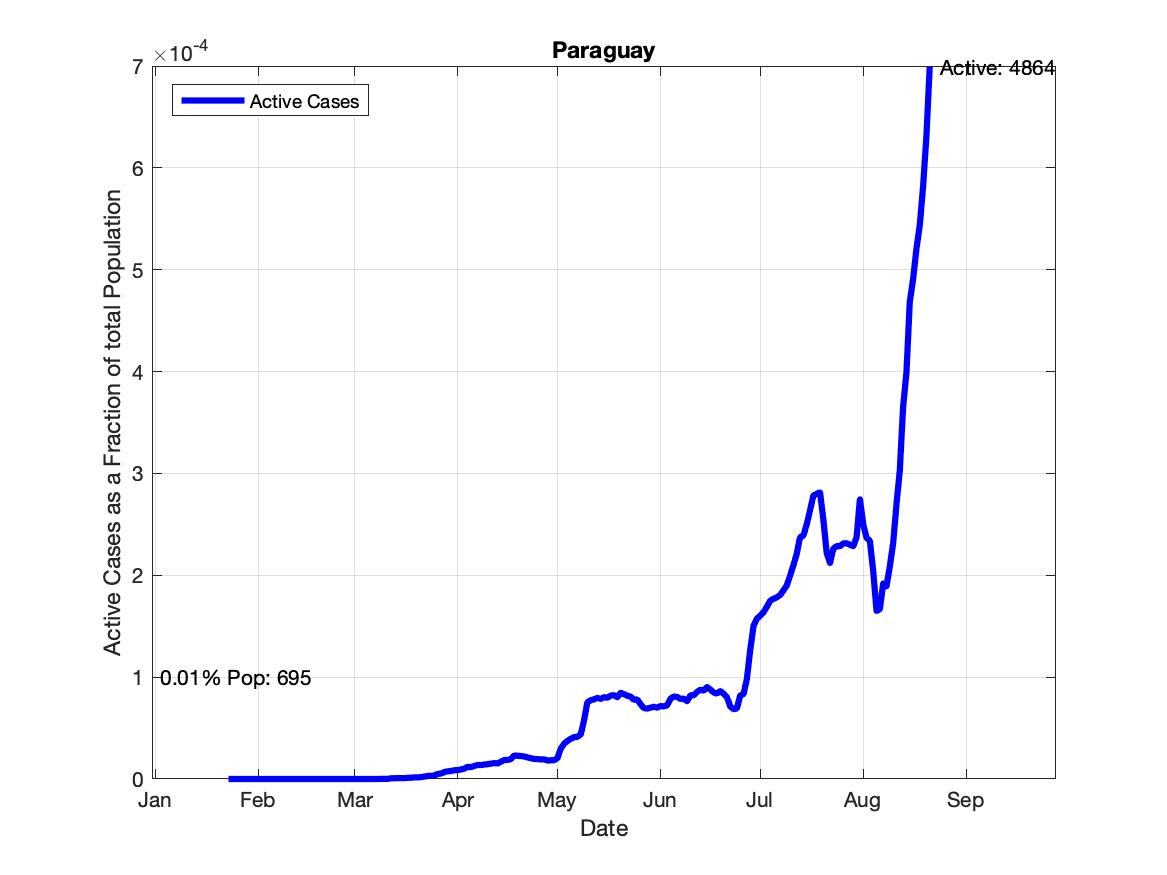 Paraguay
×10-4
Active Cases
Active: 4864
7
6
5
4
3
2
1
0
0.01% Pop: 695
Active Cases as a Fraction of total Population
Jan Feb Mar Apr May Jun Jul Aug Sep
Date